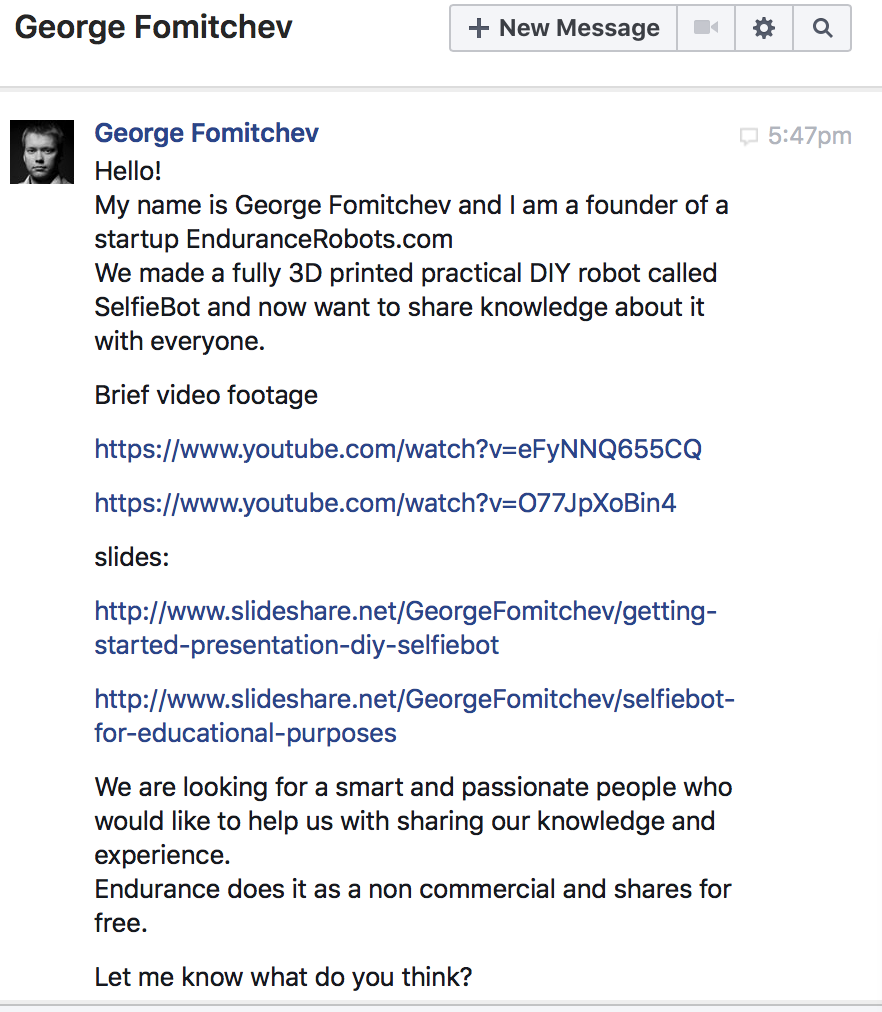 George Fomitchev
+ New Message
George Fomitchev
5:47pm
Hello!
My name is George Fomitchev and I am a founder of a
startup EnduranceRobots.com
We made a fully 3D printed practical DIY robot called
SelfieBot and now want to share knowledge about it
with everyone.
Brief video footage
https://www.youtube.com/watch?v=eFyNNQ655CQ
https://www.youtube.com/watch?v=O77JpXoBin4
slides:
http://www.slideshare.net/GeorgeFomitchev/getting-
started-presentation-diy-selfiebot
http://www.slideshare.net/GeorgeFomitchev/selfiebot-
for-educational-purposes
We are looking for a smart and passionate people who
would like to help us with sharing our knowledge and
experience.
Endurance does it as a non commercial and shares for
free.
Let me know what do you think?